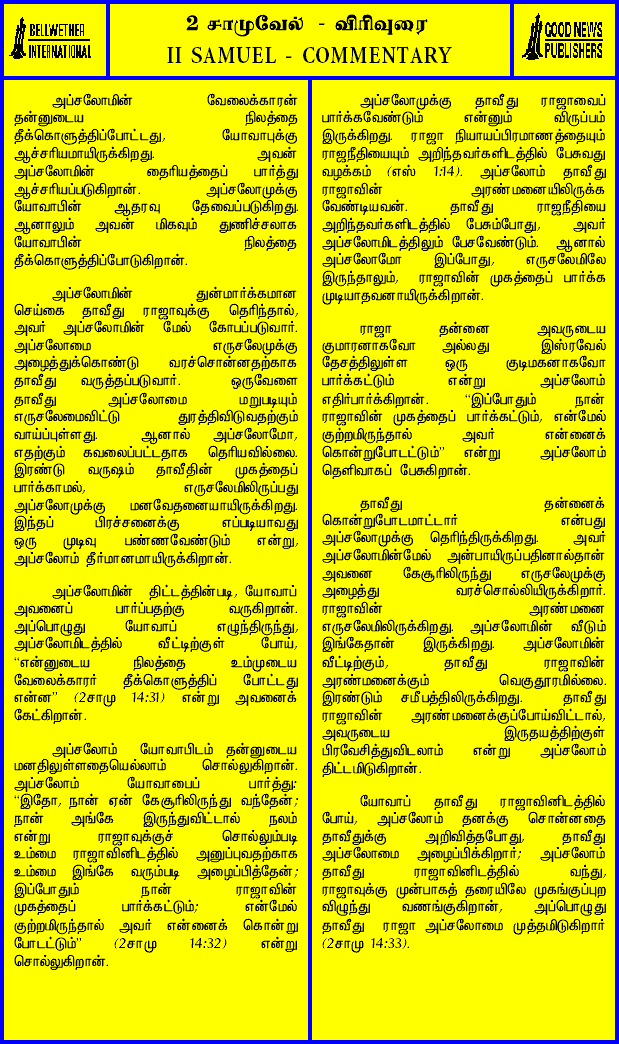 BELLWETHER
INTERNATIONAL
2 சாமுவேல் - விரிவுரை
II SAMUEL - COMMENTARY
GOOD NEWS
PUBLISHERS
அப்சலோமின் வேலைக்காரன்
தன்னுடைய நிலத்தை
தீக்கொளுத்திப்போட்டது, யோவாபுக்கு
ஆச்சரியமாயிருக்கிறது. அவன்
அப்சலோமின் தைரியத்தைப் பார்த்து
ஆச்சரியப்படுகிறான். அப்சலோமுக்கு
யோவாபின் ஆதரவு தேவைப்படுகிறது.
ஆனாலும் அவன் மிகவும் துணிச்சலாக
யோவாபின் நிலத்தை
தீக்கொளுத்திப்போடுகிறான்.
அப்சலோமின் துன்மார்க்கமான
செய்கை தாவீது ராஜாவுக்கு தெரிந்தால்,
அவர் அப்சலோமின் மேல் கோபப்படுவார்.
அப்சலோமை எருசலேமுக்கு
அழைத்துக்கொண்டு வரச்சொன்னதற்காக
தாவீது வருத்தப்படுவார். ஒருவேளை
தாவீது அப்சலோமை மறுபடியும்
எருசலேமைவிட்டு துரத்திவிடுவதற்கும்
வாய்ப்புள்ளது. ஆனால் அப்சலோமோ,
எதற்கும் கவலைப்பட்டதாக தெரியவில்லை.
இரண்டு வருஷம் தாவீதின் முகத்தைப்
பார்க்காமல், எருசலேமிலிருப்பது
அப்சலோமுக்கு மனவேதனையாயிருக்கிறது.
இந்தப் பிரச்சனைக்கு எப்படியாவது
ஒரு முடிவு பண்ணவேண்டும் என்று,
அப்சலோம் தீர்மானமாயிருக்கிறான்.
அப்சலோமின் திட்டத்தின்படி, யோவாப்
அவனைப் பார்ப்பதற்கு வருகிறான்.
அப்பொழுது யோவாப் எழுந்திருந்து,
அப்சலோமிடத்தில் வீட்டிற்குள் போய்,
“என்னுடைய நிலத்தை உம்முடைய
வேலைக்காரர் தீக்கொளுத்திப் போட்டது
என்ன” (2சாமு 14:31) என்று அவனைக்
கேட்கிறான்.
அப்சலோம் யோவாபிடம் தன்னுடைய
மனதிலுள்ளதையெல்லாம் சொல்லுகிறான்.
அப்சலோம் யோவாபைப் பார்த்து:
“இதோ, நான் ஏன் கேசூரிலிருந்து வந்தேன்;
நான் அங்கே இருந்துவிட்டால் நலம்
என்று ராஜாவுக்குச் சொல்லும்படி
உம்மை ராஜாவினிடத்தில் அனுப்புவதற்காக
உம்மை இங்கே வரும்படி அழைப்பித்தேன்;
இப்போதும் நான் ராஜாவின்
முகத்தைப் பார்க்கட்டும்; என்மேல்
குற்றமிருந்தால் அவர் என்னைக் கொன்று
போடட்டும்” (2சாமு 14:32) என்று
சொல்லுகிறான்.
அப்சலோமுக்கு தாவீது ராஜாவைப்
பார்க்கவேண்டும் என்னும் விருப்பம்
இருக்கிறது. ராஜா நியாயப்பிரமாணத்தையும்
ராஜநீதியையும் அறிந்தவர்களிடத்தில் பேசுவது
வழக்கம் (எஸ் 1:14). அப்சலோம் தாவீது
ராஜாவின் அரண்மனையிலிருக்க
வேண்டியவன். தாவீது ராஜநீதியை
அறிந்தவர்களிடத்தில் பேசும்போது, அவர்
அப்சலோமிடத்திலும் பேசவேண்டும். ஆனால்
அப்சலோமோ இப்போது, எருசலேமிலே
இருந்தாலும், ராஜாவின் முகத்தைப் பார்க்க
முடியாதவனாயிருக்கிறான்.
ராஜா தன்னை அவருடைய
குமாரனாகவோ அல்லது இஸ்ரவேல்
தேசத்திலுள்ள ஒரு குடிமகனாகவோ
பார்க்கட்டும் என்று அப்சலோம்
எதிர்பார்க்கிறான். “இப்போதும் நான்
ராஜாவின் முகத்தைப் பார்க்கட்டும், என்மேல்
குற்றமிருந்தால் அவர் என்னைக்
கொன்றுபோடட்டும்” என்று அப்சலோம்
தெளிவாகப் பேசுகிறான்.
தாவீது தன்னைக்
கொன்றுபோடமாட்டார் என்பது
அப்சலோமுக்கு தெரிந்திருக்கிறது. அவர்
அப்சலோமின்மேல் அன்பாயிருப்பதினால்தான்
அவனை கேசூரிலிருந்து எருசலேமுக்கு
அழைத்து வரச்சொல்லியிருக்கிறார்.
ராஜாவின் அரண்மனை
எருசலேமிலிருக்கிறது. அப்சலோமின் வீடும்
இங்கேதான் இருக்கிறது. அப்சலோமின்
வீட்டிற்கும், தாவீது ராஜாவின்
அரண்மனைக்கும் வெகுதூரமில்லை.
இரண்டும் சமீபத்திலிருக்கிறது. தாவீது
ராஜாவின் அரண்மனைக்குப்போய்விட்டால்,
அவருடைய இருதயத்திற்குள்
பிரவேசித்துவிடலாம் என்று அப்சலோம்
திட்டமிடுகிறான்.
யோவாப் தாவீது ராஜாவினிடத்தில்
போய், அப்சலோம் தனக்கு சொன்னதை
தாவீதுக்கு அறிவித்தபோது, தாவீது
அப்சலோமை அழைப்பிக்கிறார்; அப்சலோம்
தாவீது ராஜாவினிடத்தில் வந்து,
ராஜாவுக்கு முன்பாகத் தரையிலே முகங்குப்புற
விழுந்து வணங்குகிறான், அப்பொழுது
தாவீது ராஜா அப்சலோமை முத்தமிடுகிறார்
(2சாமு 14:33).